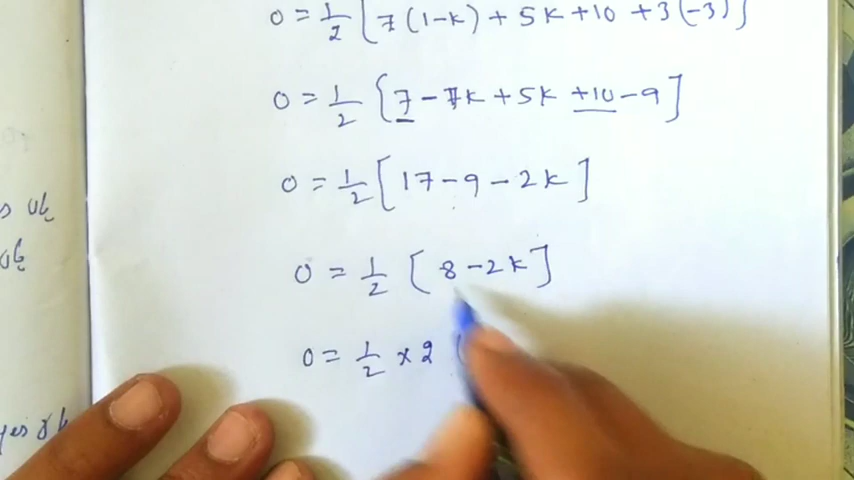 0 = 1/2 [7(1-k) + 5k + 10 + 3(-3)]
0 = 1/2 [7 - 7k + 5k + 10 - 9]
0 = 1/2 [17 - 9 - 2k]
0 = 1/2 [8 - 2k]
0 = 1/2 × 2 (